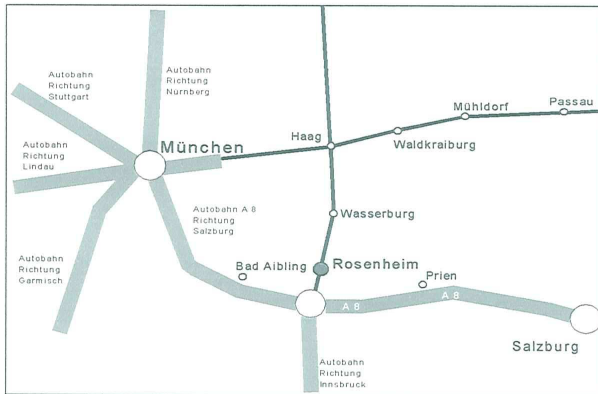 Autobahn
Richtung
Nürnberg
Autobahn
Richtung
Stuttgart
Mühldorf
Passau
Haag
Waldkraiburg
München
Autobahn
Richtung
Lindau
Autobahn A 8
Richtung
Salzburg
Wasserburg
Autobahn
Richtung
Garmisch
Bad Aibling
Rosenheim
Prien
A 8
A 8
Salzburg
Autobahn
Richtung
Innsbruck